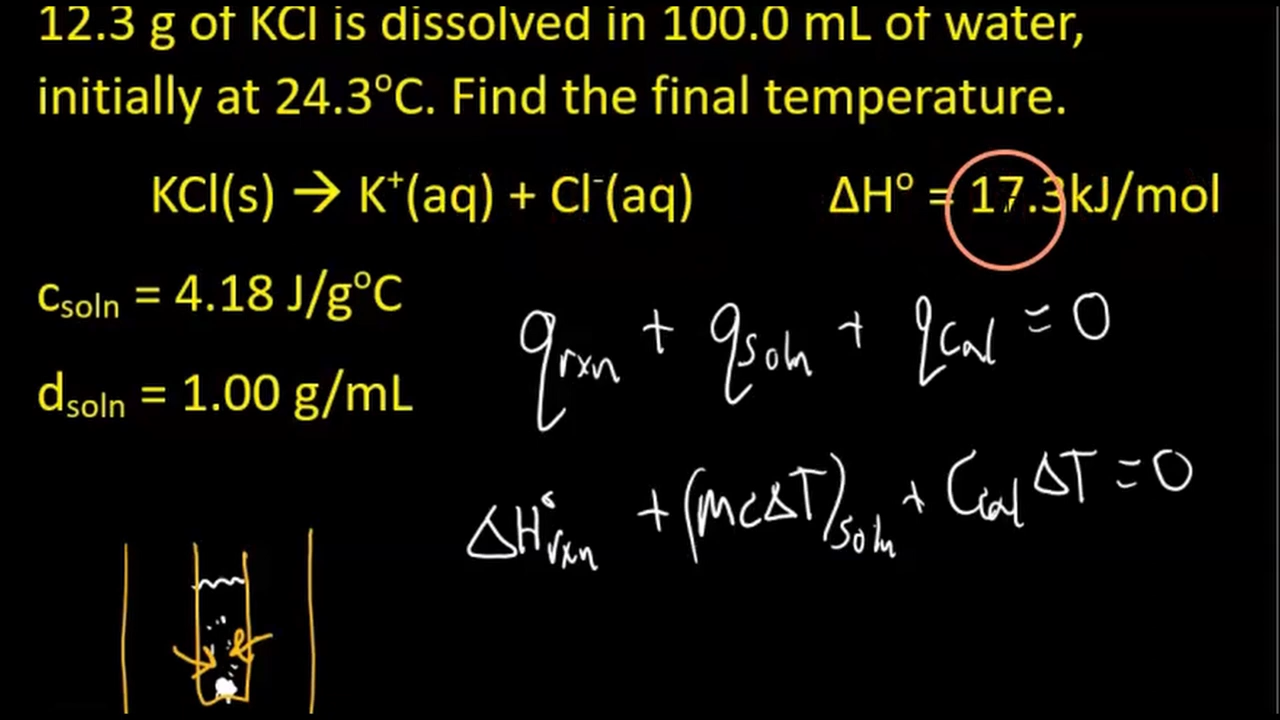 12.3 g of KCl is dissolved in 100.0 mL of water,
initially at 24.3°C. Find the final temperature.
KCl(s) → K⁺(aq) + Cl⁻(aq) ΔH° = 17.3kJ/mol
c_soln = 4.18 J/g°C
q_rxn + q_soln + q_cal = 0
d_soln = 1.00 g/mL
ΔH°_rxn + (mcΔT)_soln + C_cal ΔT = 0